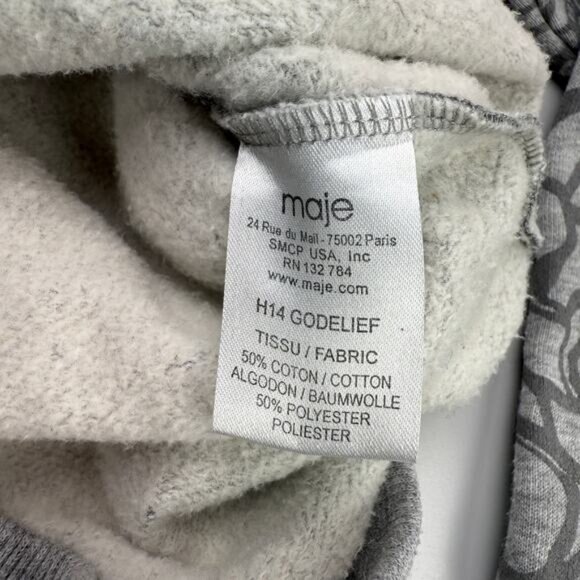 maje
24 Rue du Mail - 75002 Paris
SMCP USA, Inc
RN 132 784
www.maje.com
H14 GODELIEF
TISSU / FABRIC
50% COTON / COTTON
ALGODON / BAUMWOLLE
50% POLYESTER
POLIESTER